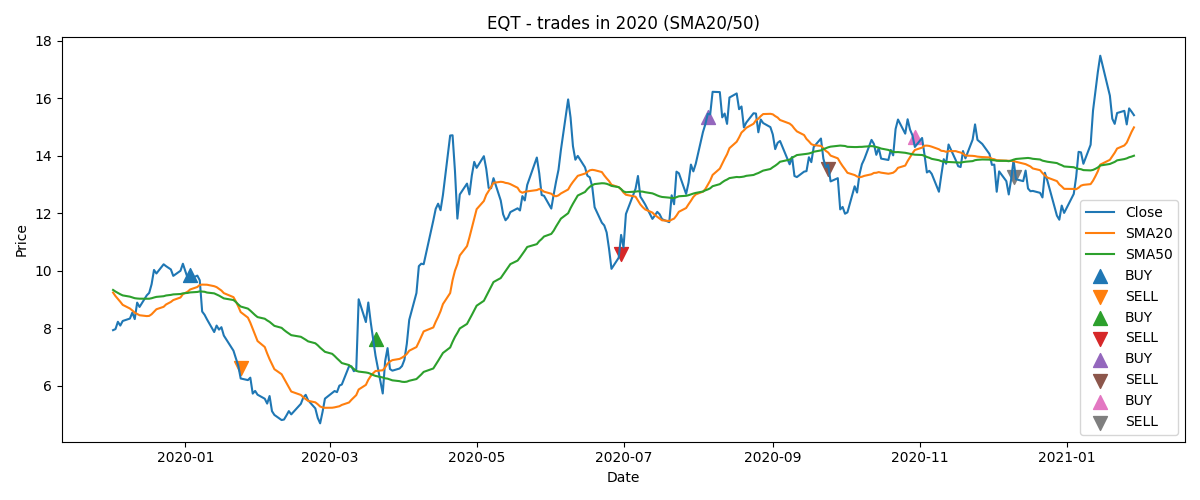 EQT - trades in 2020 (SMA20/50)
Price
18
16
14
12
10
8
6
2020-01
2020-03
2020-05
2020-07
2020-09
2020-11
2021-01
Date
Close
SMA20
SMA50
BUY
SELL
BUY
SELL
BUY
SELL
BUY
SELL